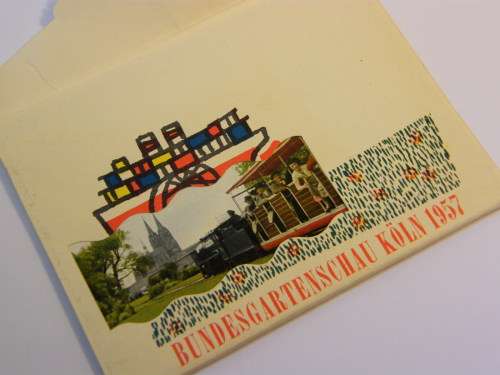 BUNDESGARTENSCHAU KÖLN 1957